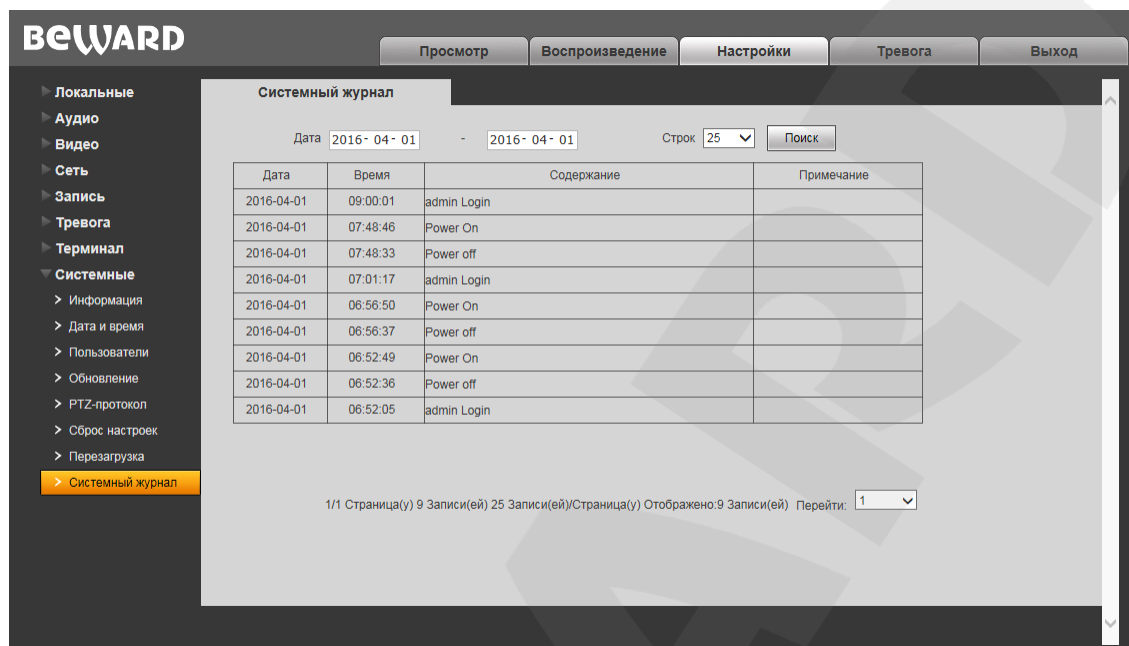 BEWARD
Просмотр Воспроизведение Настройки Тревога Выход
Локальные
Аудио
Видео
Сеть
Запись
Тревога
Терминал
Системные
Информация
Дата и время
Пользователи
Обновление
PTZ-протокол
Сброс настроек
Перезагрузка
Системный журнал
Системный журнал
Дата 2016- 04- 01 - 2016- 04- 01 Строк 25 Поиск
Дата Время Содержание Примечание
2016-04-01 09:00:01 admin Login
2016-04-01 07:48:46 Power On
2016-04-01 07:48:33 Power off
2016-04-01 07:01:17 admin Login
2016-04-01 06:56:50 Power On
2016-04-01 06:56:37 Power off
2016-04-01 06:52:49 Power On
2016-04-01 06:52:36 Power off
2016-04-01 06:52:05 admin Login
1/1 Страница(у) 9 Записи(ей) 25 Записи(ей)/Страница(у) Отображено:9 Записи(ей) Перейти: 1